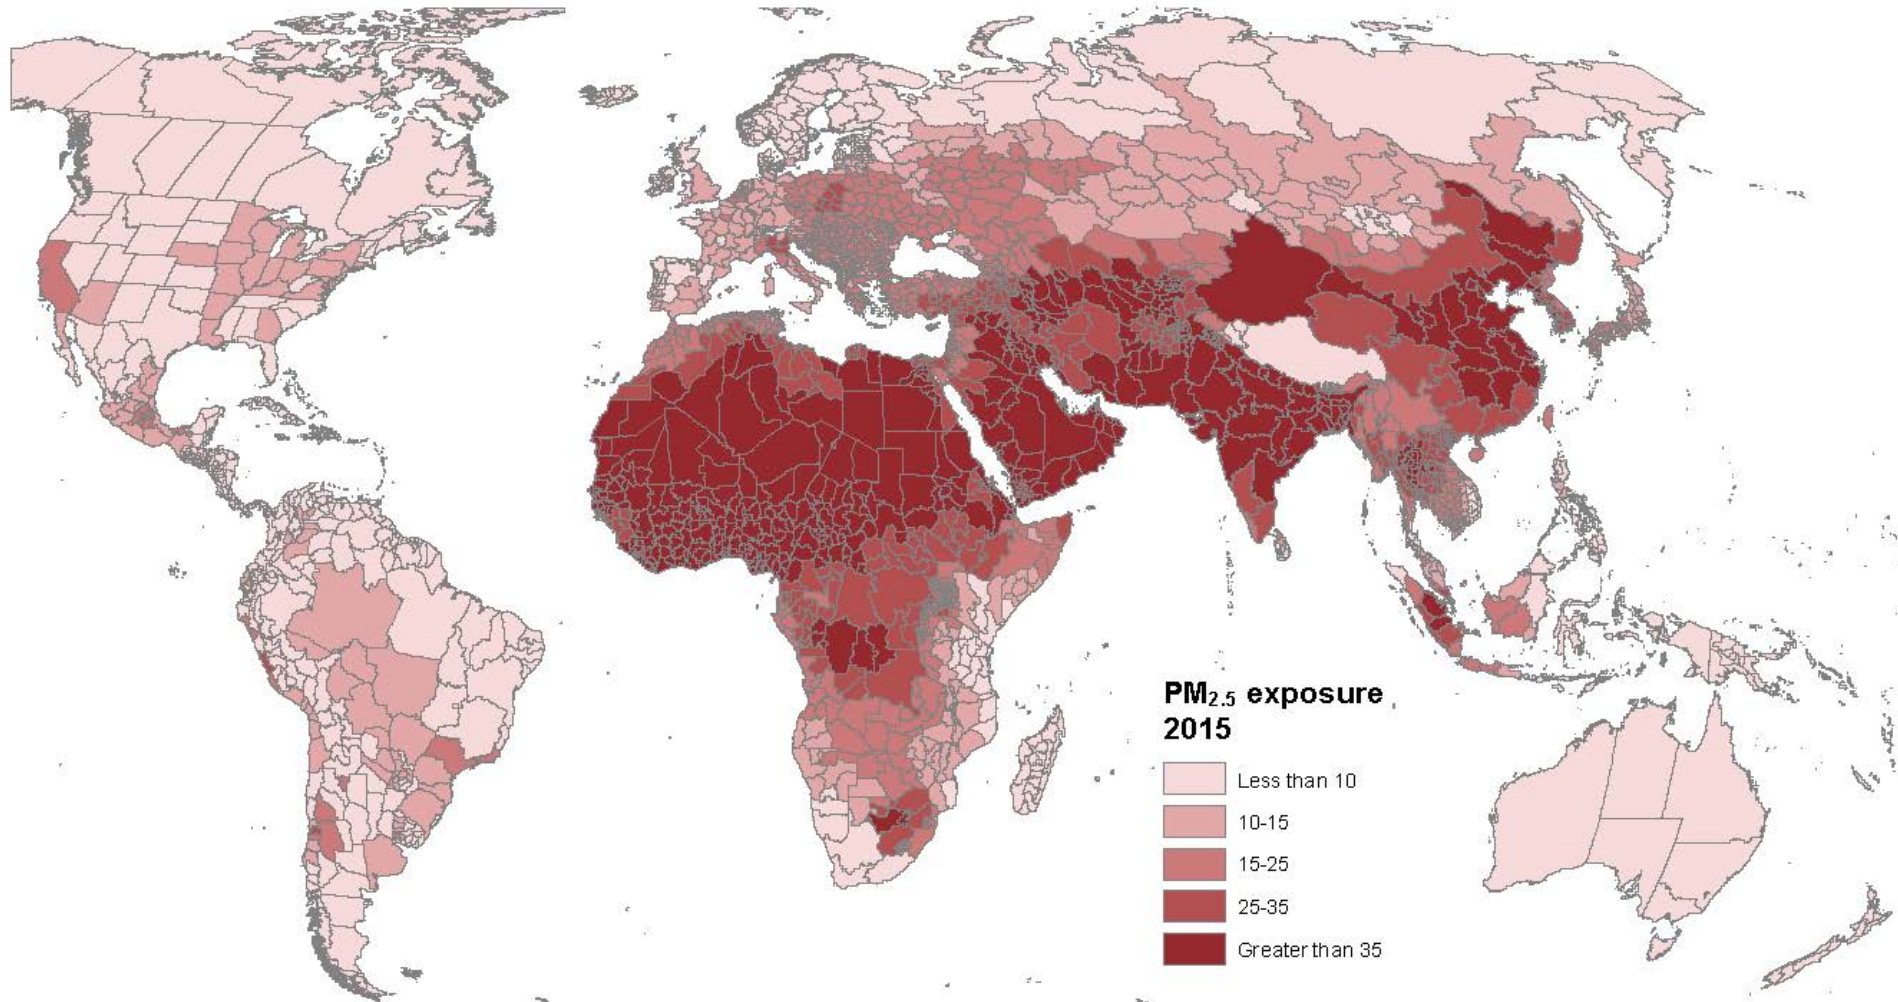 PM₂.₅ exposure
2015
Less than 10
10-15
15-25
25-35
Greater than 35